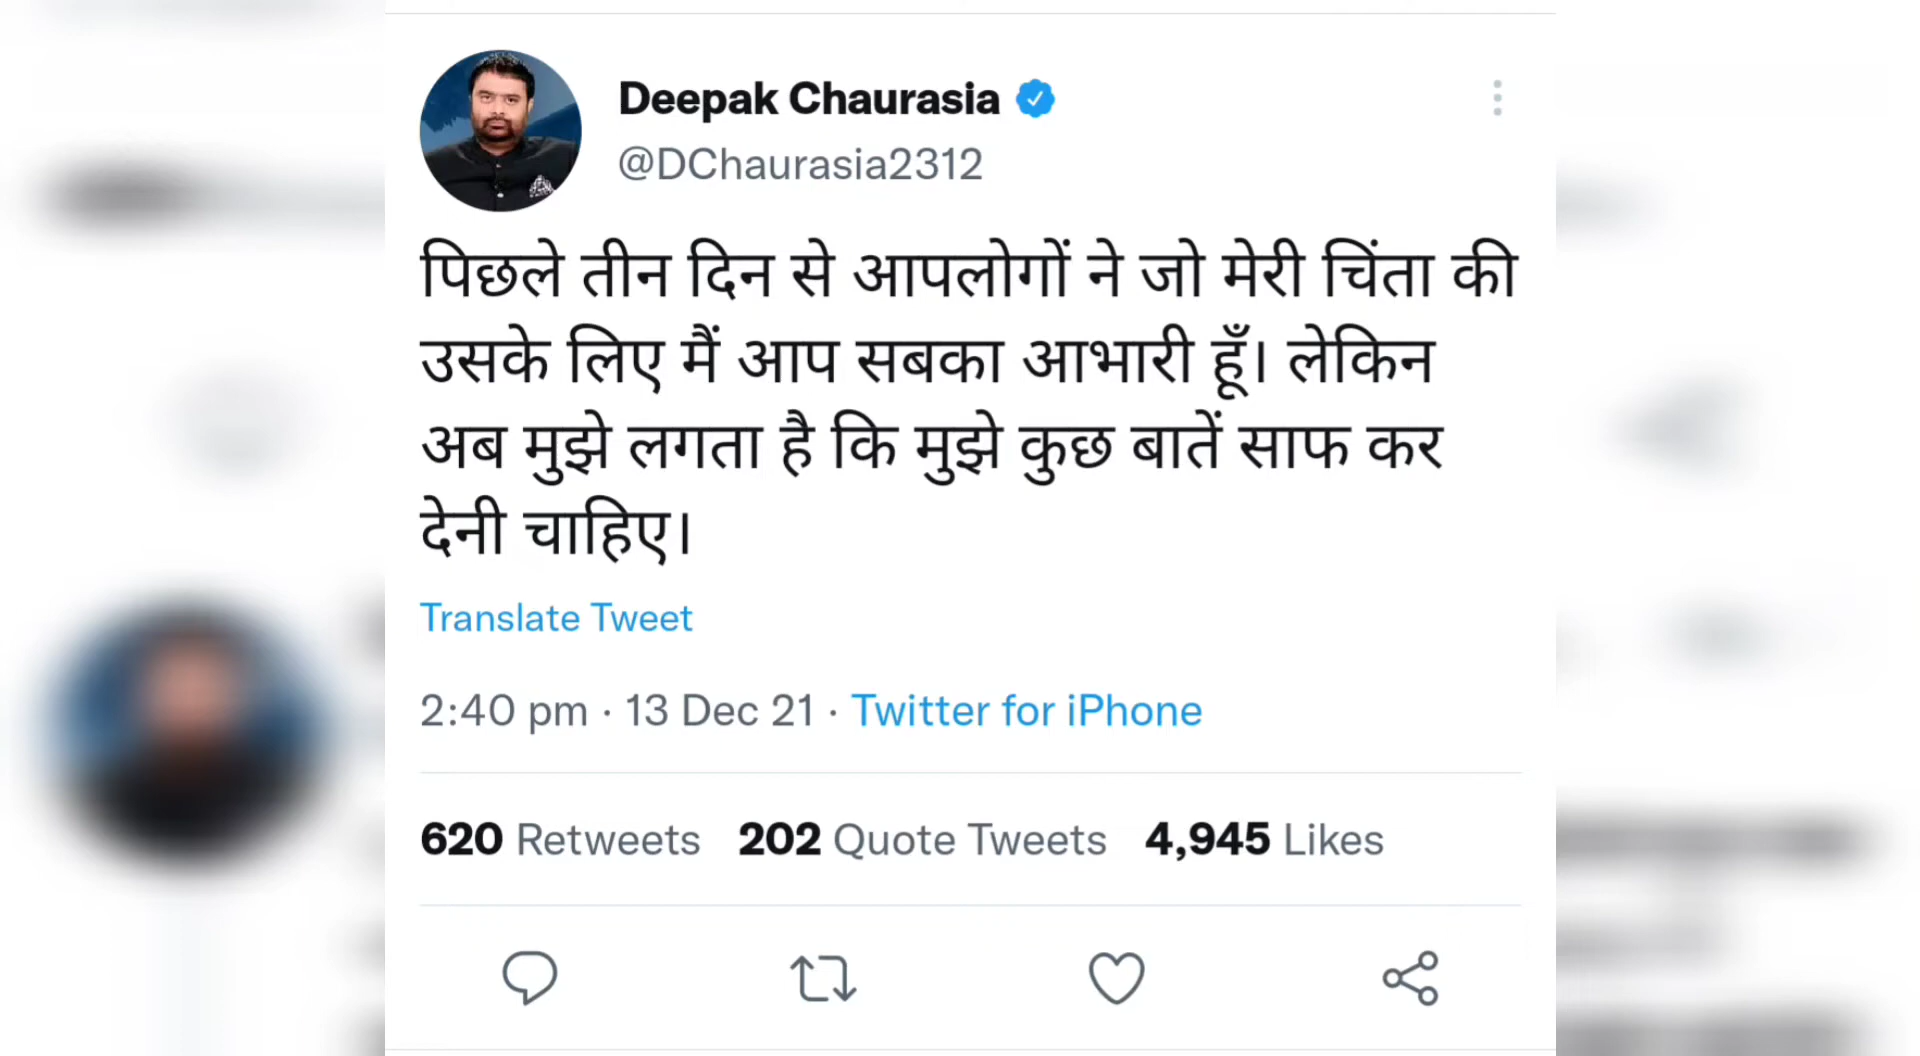 Deepak Chaurasia
@DChaurasia2312
पिछले तीन दिन से आपलोगों ने जो मेरी चिंता की
उसके लिए मैं आप सबका आभारी हूँ। लेकिन
अब मुझे लगता है कि मुझे कुछ बातें साफ कर
देनी चाहिए।
Translate Tweet
2:40 pm · 13 Dec 21 · Twitter for iPhone
620 Retweets 202 Quote Tweets 4,945 Likes